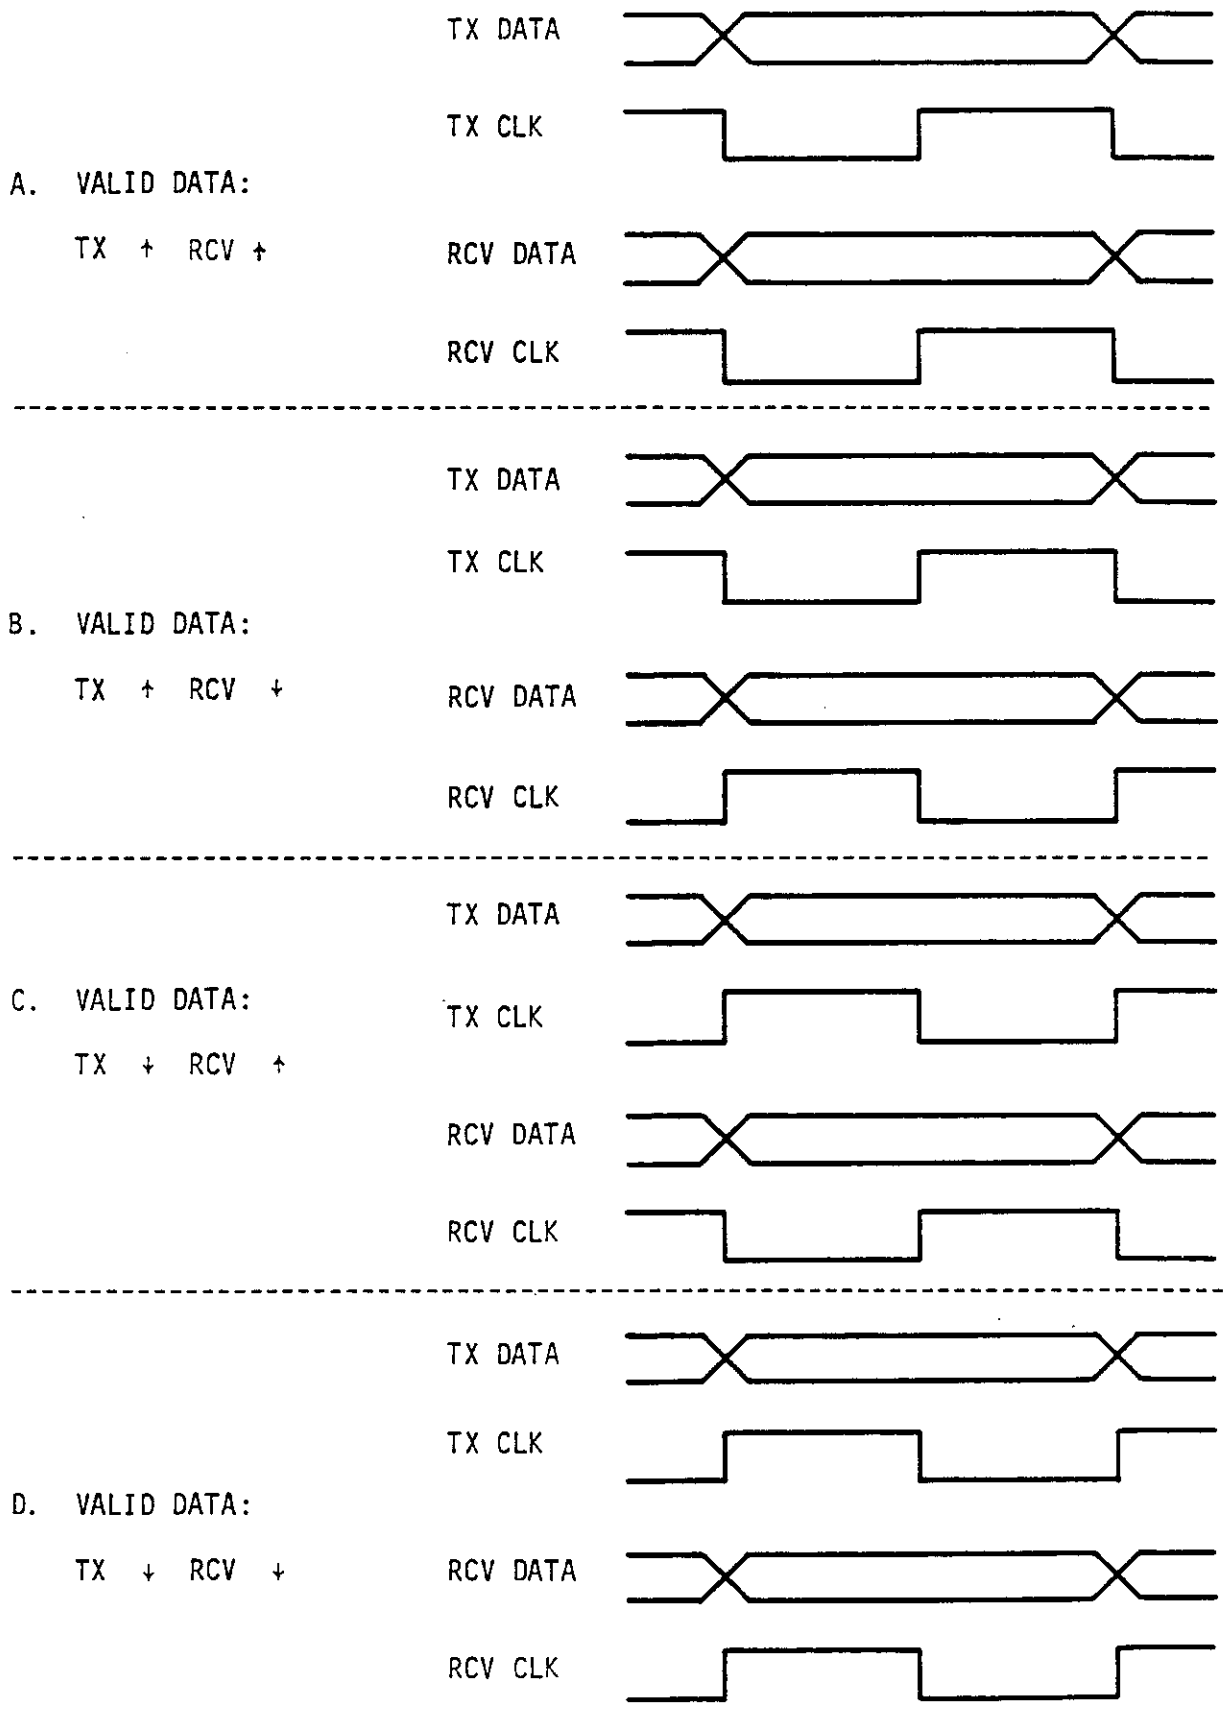 TX DATA
TX CLK
A. VALID DATA:
TX ↑ RCV ↑
RCV DATA
RCV CLK
TX DATA
TX CLK
B. VALID DATA:
TX ↑ RCV ↓
RCV DATA
RCV CLK
TX DATA
C. VALID DATA:
TX CLK
TX ↓ RCV ↑
RCV DATA
RCV CLK
TX DATA
TX CLK
D. VALID DATA:
TX ↓ RCV ↓
RCV DATA
RCV CLK